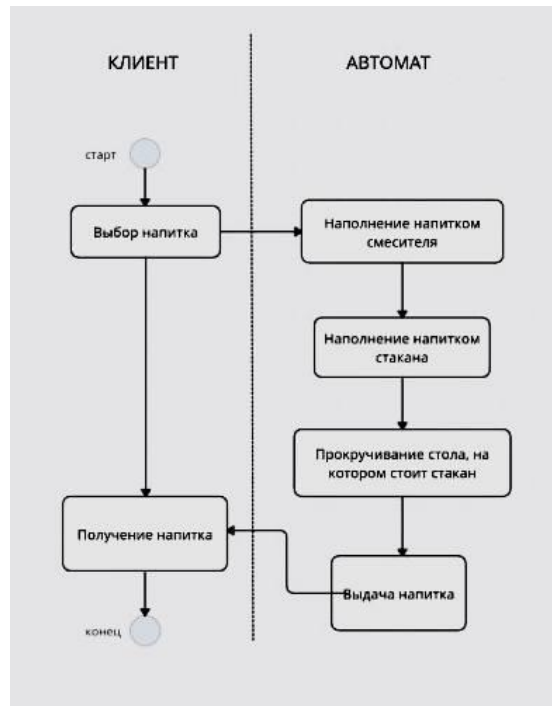 КЛИЕНТ
АВТОМАТ
старт
Выбор напитка
Наполнение напитком
смесителя
Наполнение напитком
стакана
Прокручивание стола, на
котором стоит стакан
Получение напитка
Выдача напитка
конец